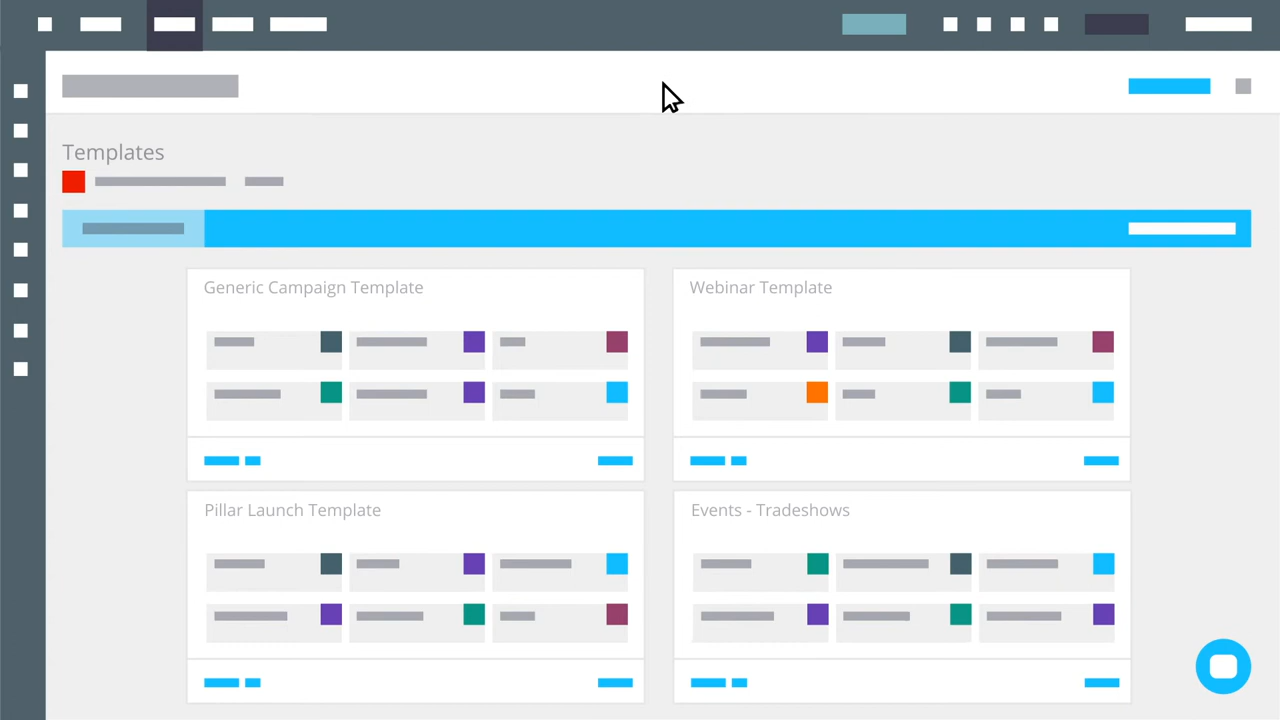 Templates
Generic Campaign Template
Webinar Template
Pillar Launch Template
Events - Tradeshows